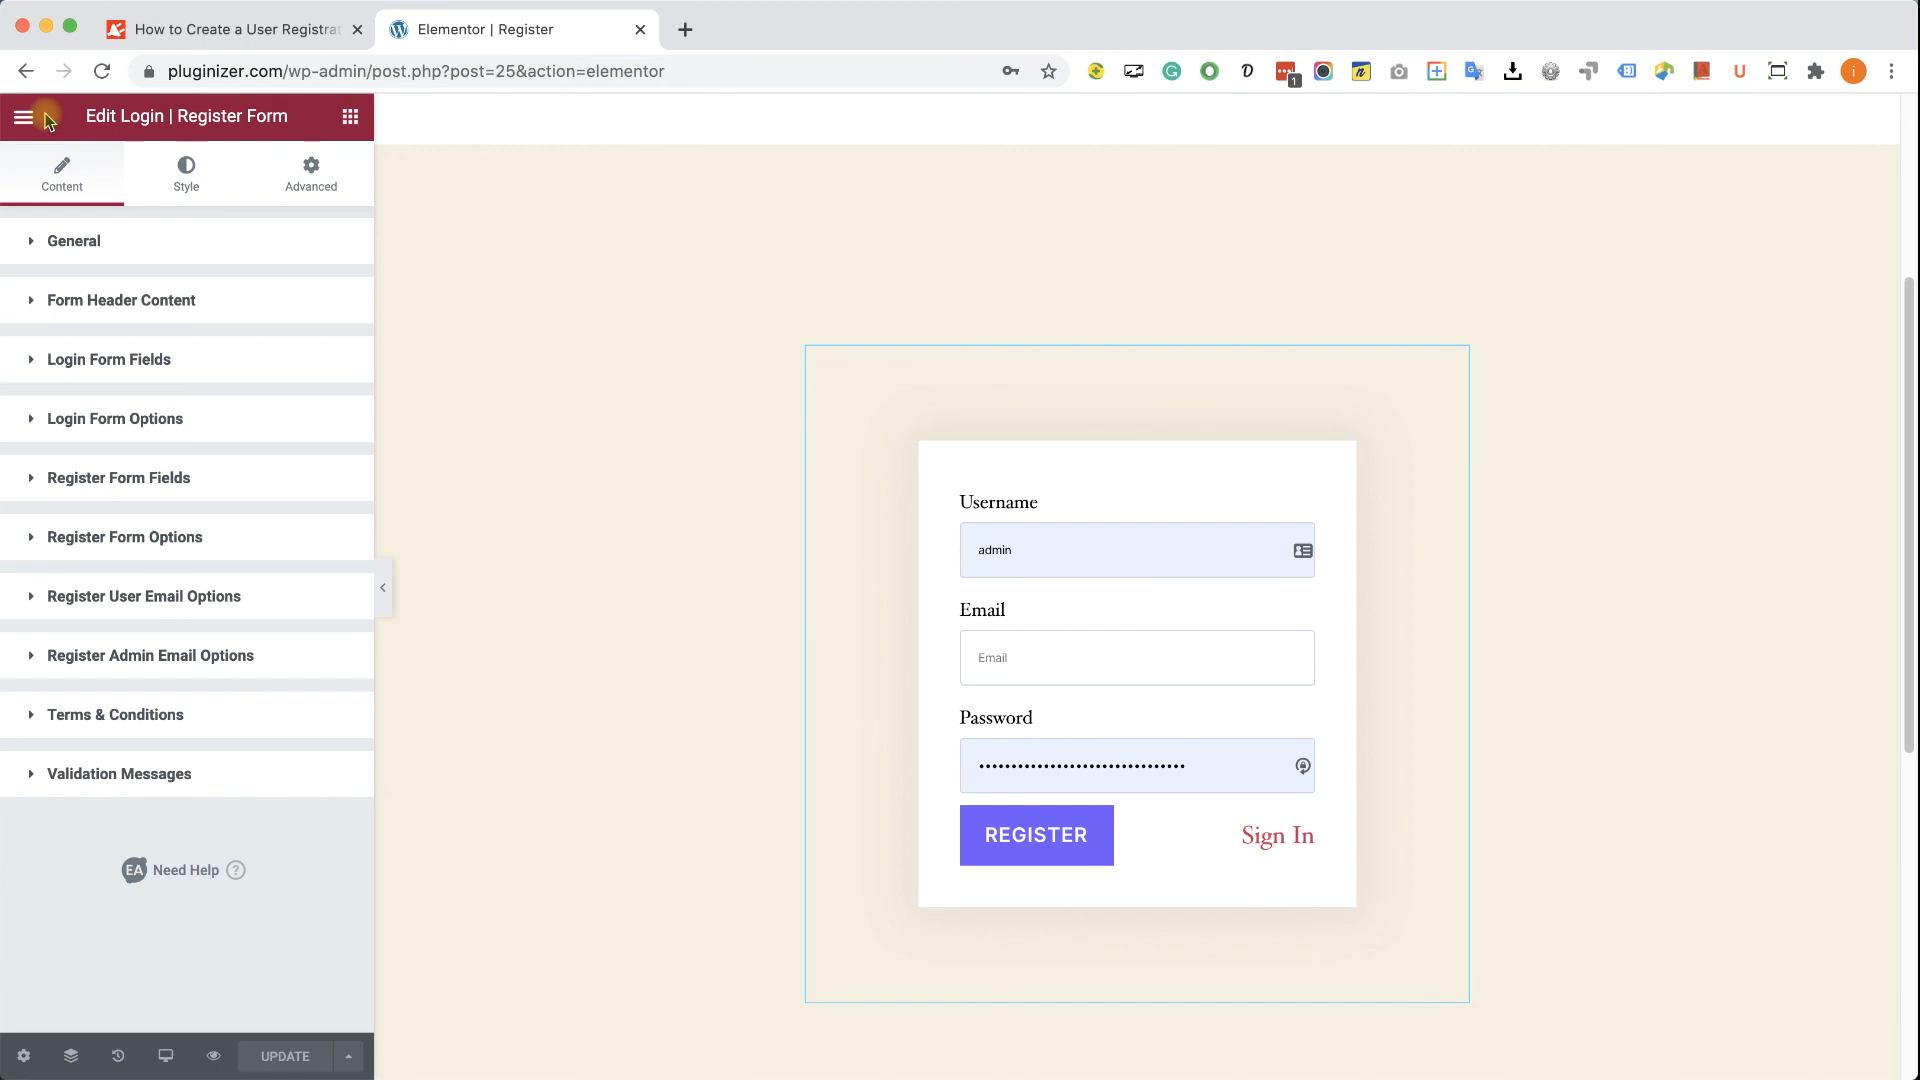 How to Create a User Registrat
Elementor | Register
pluginizer.com/wp-admin/post.php?post=25&action=elementor
1
i
Edit Login | Register Form
Content
Style
Advanced
General
Form Header Content
Login Form Fields
Login Form Options
Register Form Fields
Register Form Options
Register User Email Options
Register Admin Email Options
Terms & Conditions
Validation Messages
EA Need Help ?
UPDATE
Username
admin
Email
Email
Password
REGISTER
Sign In